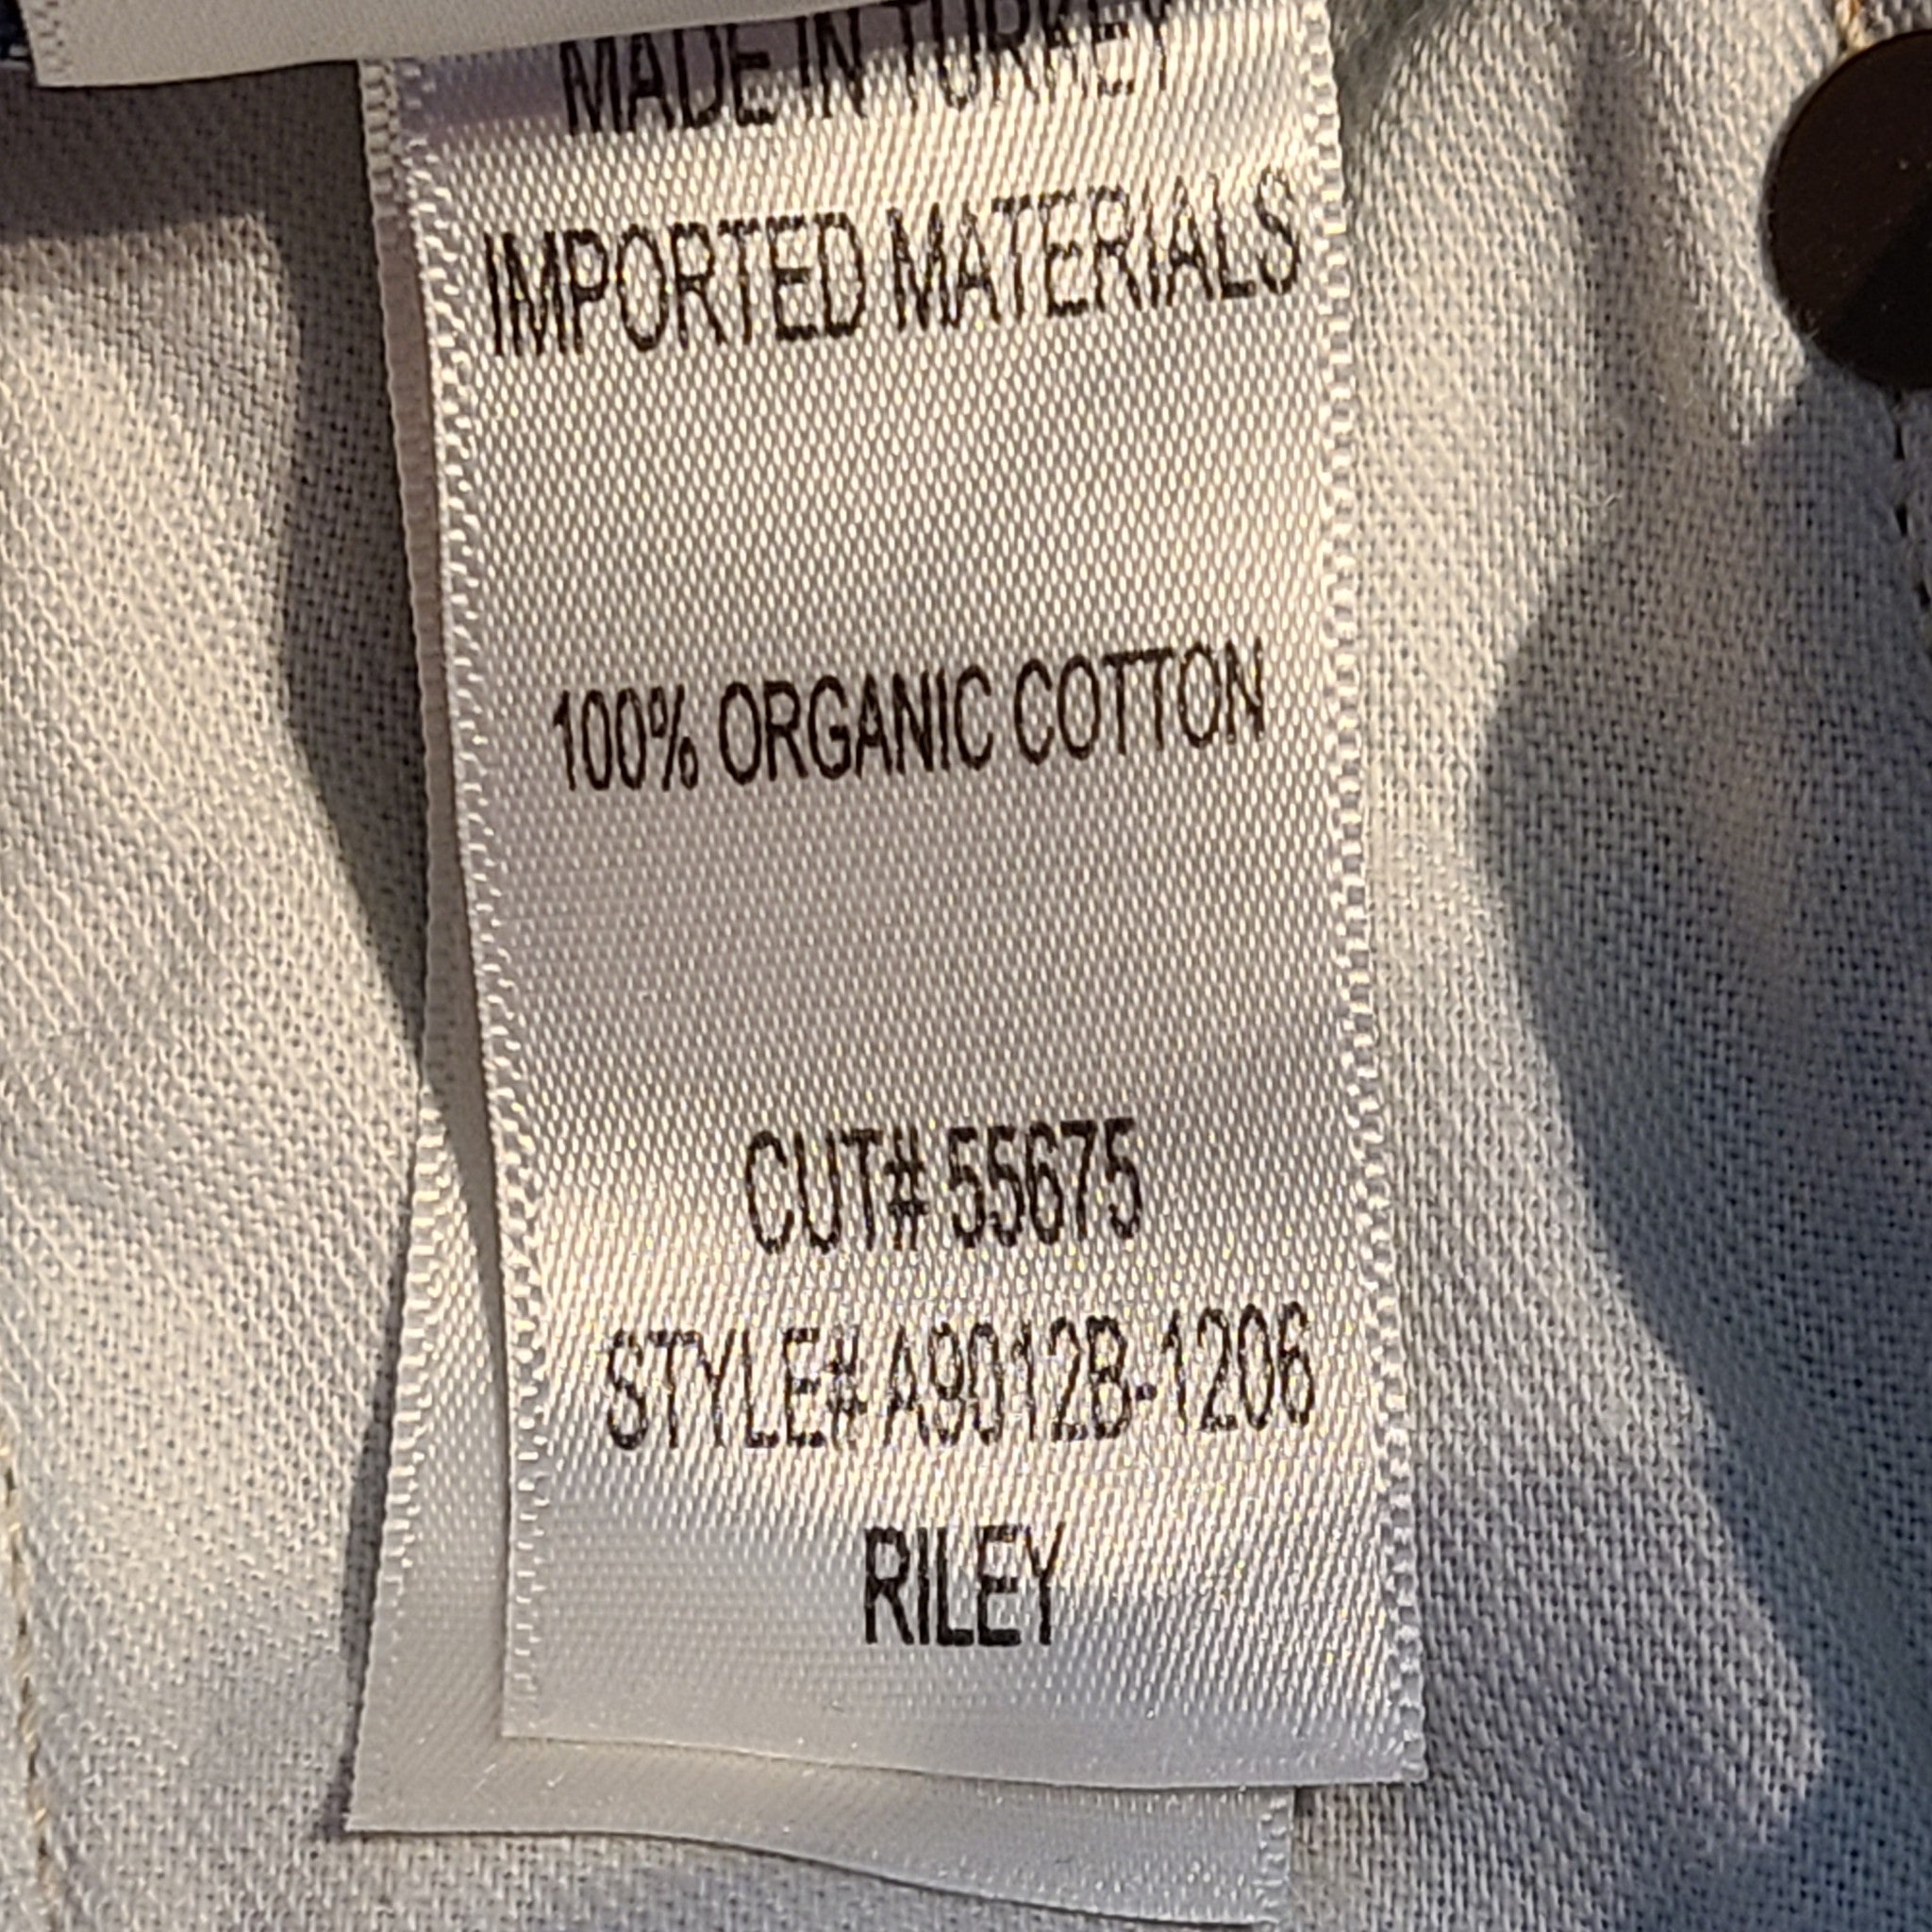 MADE IN TURKEY
IMPORTED MATERIALS
100% ORGANIC COTTON
CUT# 55675
STYLE# A9012B-1206
RILEY